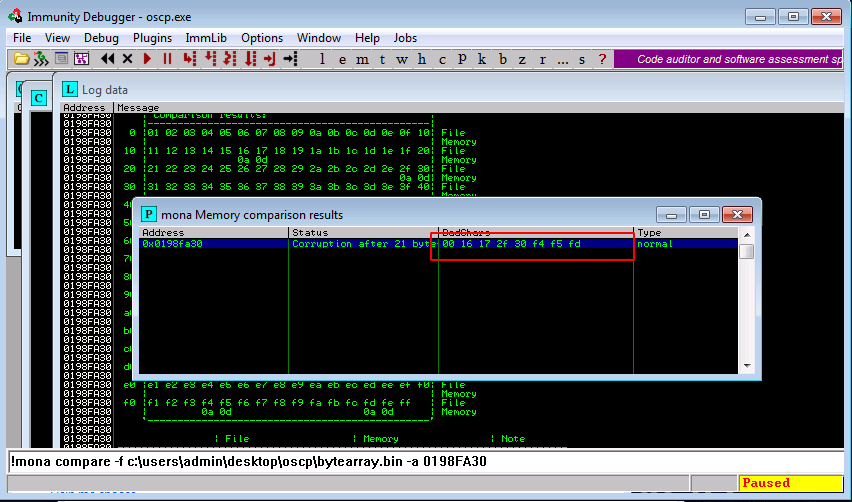 Immunity Debugger - oscp.exe
File View Debug Plugins ImmLib Options Window Help Jobs
l e m t w h c p k b z r ... s ? Code auditor and software assessment sp
C L Log data
Address Message
0198FA30 Comparison results:
0198FA30
0198FA30 0 01 02 03 04 05 06 07 08 09 0a 0b 0c 0d 0e 0f 10 File
0198FA30 Memory
0198FA30 10 11 12 13 14 15 16 17 18 19 1a 1b 1c 1d 1e 1f 20 File
0198FA30 0a 0d Memory
0198FA30 20 21 22 23 24 25 26 27 28 29 2a 2b 2c 2d 2e 2f 30 File
0198FA30 0a 0d Memory
0198FA30 30 31 32 33 34 35 36 37 38 39 3a 3b 3c 3d 3e 3f 40 File
P mona Memory comparison results
Address Status BadChars Type
0x0198fa30 Corruption after 21 byte 00 16 17 2f 30 f4 f5 fd normal
0198FA30 e0 e1 e2 e3 e4 e5 e6 e7 e8 e9 ea eb ec ed ee ef f0 File
0198FA30 Memory
0198FA30 f0 f1 f2 f3 f4 f5 f6 f7 f8 f9 fa fb fc fd fe ff File
0198FA30 0a 0d 0a 0d Memory
0198FA30
0198FA30
0198FA30 File Memory Note
!mona compare -f c:\users\admin\desktop\oscp\bytearray.bin -a 0198FA30
Paused